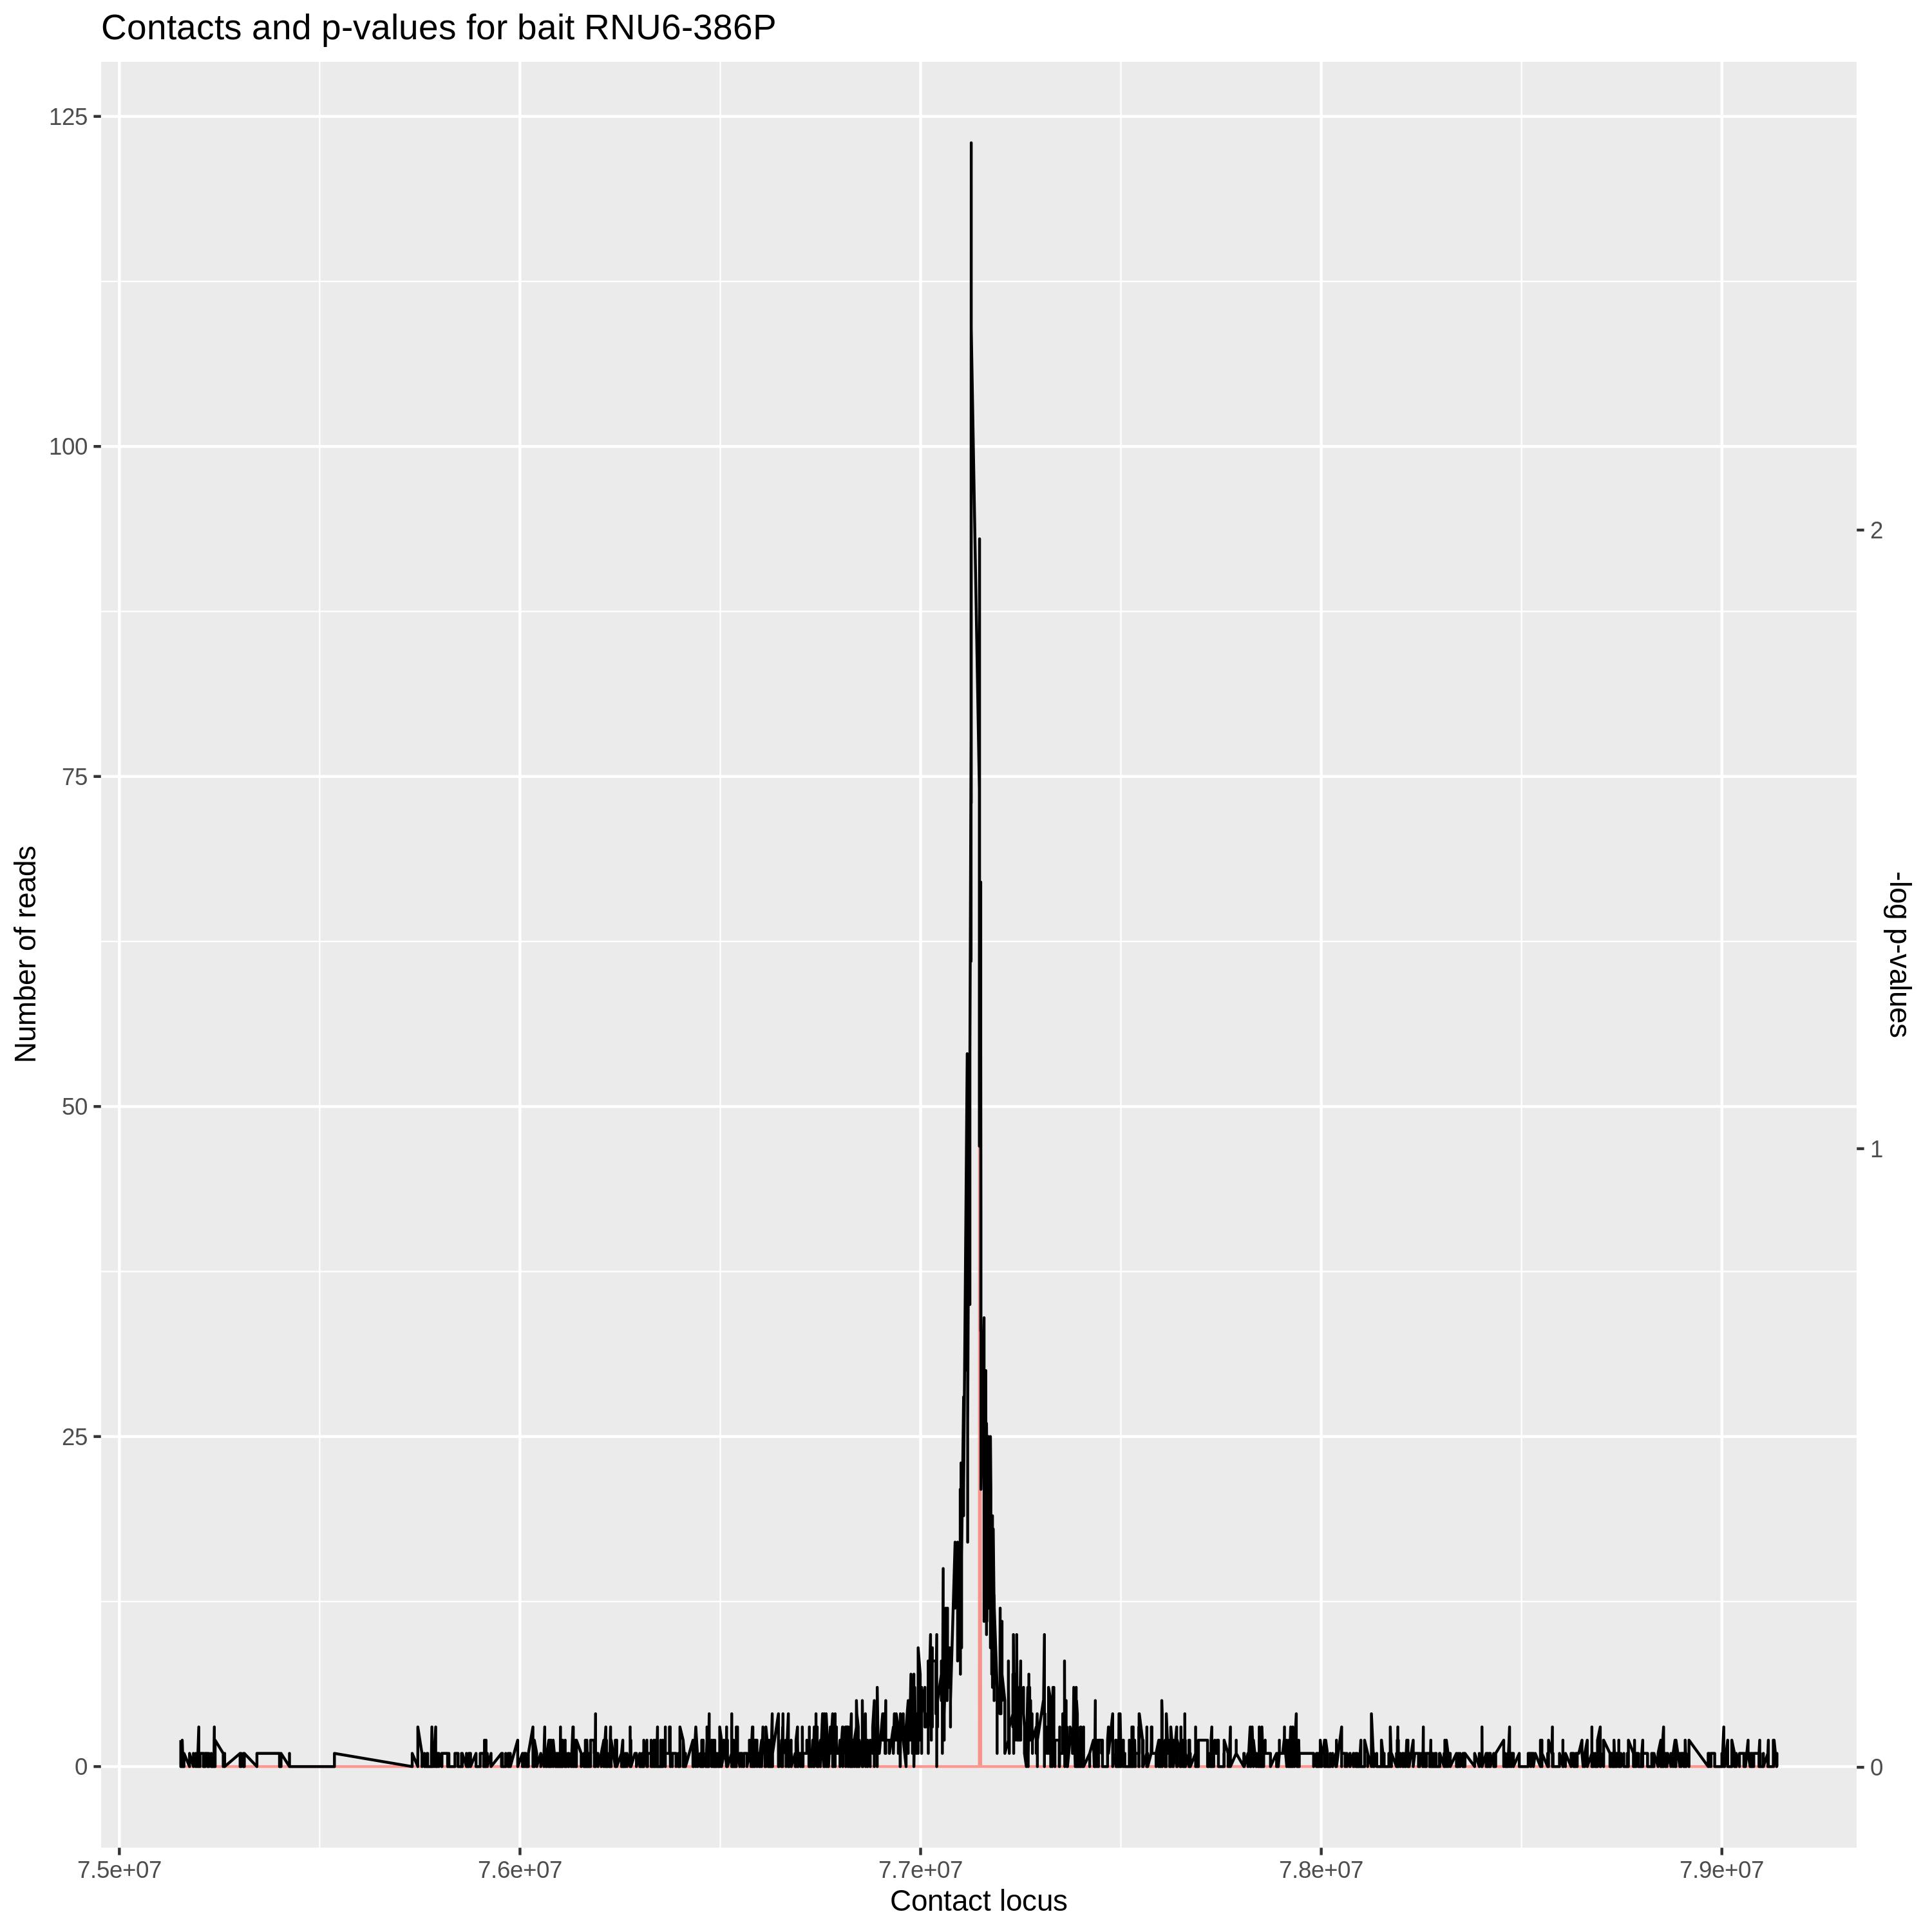 Contacts and p-values for bait RNU6-386P
125
100
75
50
25
0
Number of reads
2
1
0
-log p-values
7.5e+07
7.6e+07
7.7e+07
7.8e+07
7.9e+07
Contact locus